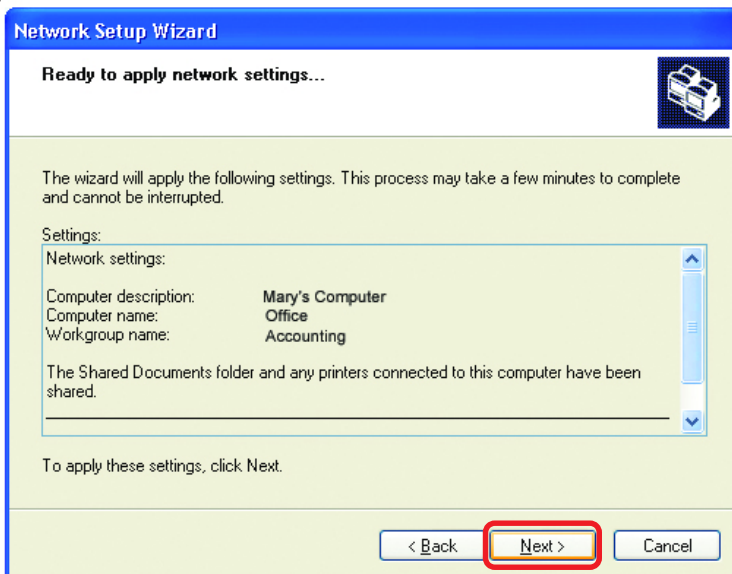 Network Setup Wizard
Ready to apply network settings...
The wizard will apply the following settings. This process may take a few minutes to complete
and cannot be interrupted.
Settings:
Network settings:
Computer description: Mary's Computer
Computer name: Office
Workgroup name: Accounting
The Shared Documents folder and any printers connected to this computer have been
shared.
To apply these settings, click Next.
< Back Next > Cancel